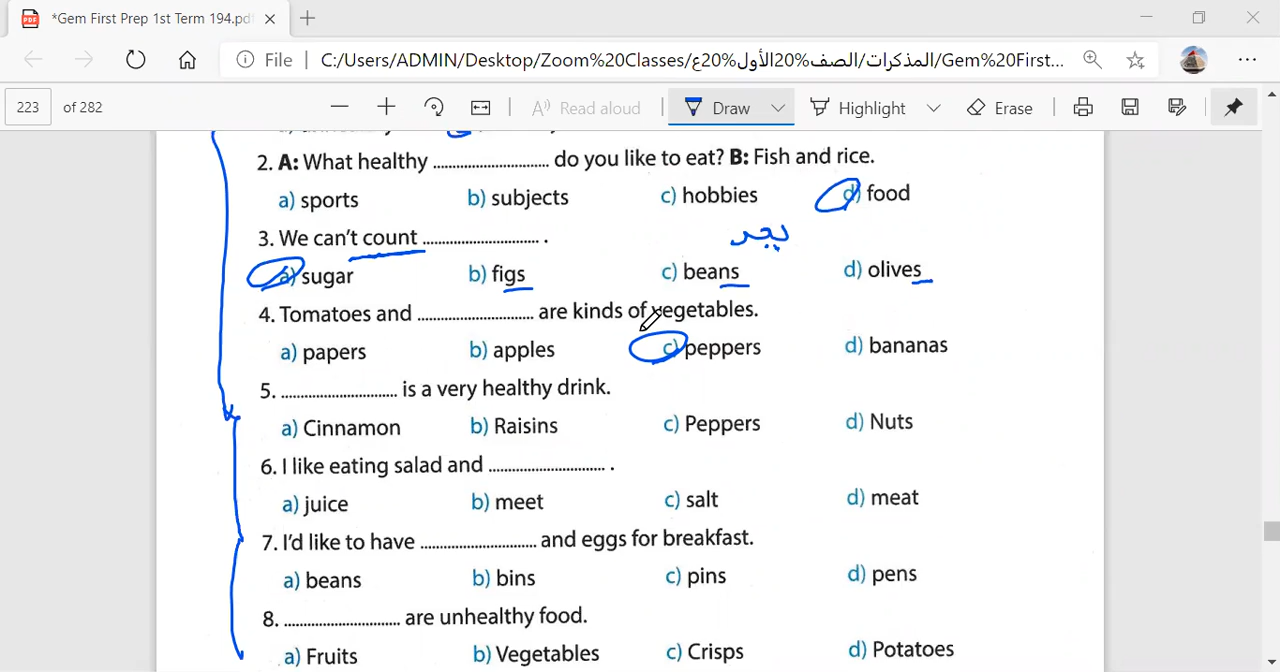 *Gem First Prep 1st Term 194.pdf
File C:/Users/ADMIN/Desktop/Zoom%20Classes/المذكرات/الصف%20الأول%20ع/Gem%20First...
223 of 282 Read aloud Draw Highlight Erase
2. A: What healthy ............................ do you like to eat? B: Fish and rice.
a) sports b) subjects c) hobbies d) food
3. We can't count ............................ .
a) sugar b) figs c) beans d) olives
4. Tomatoes and ............................ are kinds of vegetables.
a) papers b) apples c) peppers d) bananas
5. ............................ is a very healthy drink.
a) Cinnamon b) Raisins c) Peppers d) Nuts
6. I like eating salad and ............................ .
a) juice b) meet c) salt d) meat
7. I'd like to have ............................ and eggs for breakfast.
a) beans b) bins c) pins d) pens
8. ............................ are unhealthy food.
a) Fruits b) Vegetables c) Crisps d) Potatoes